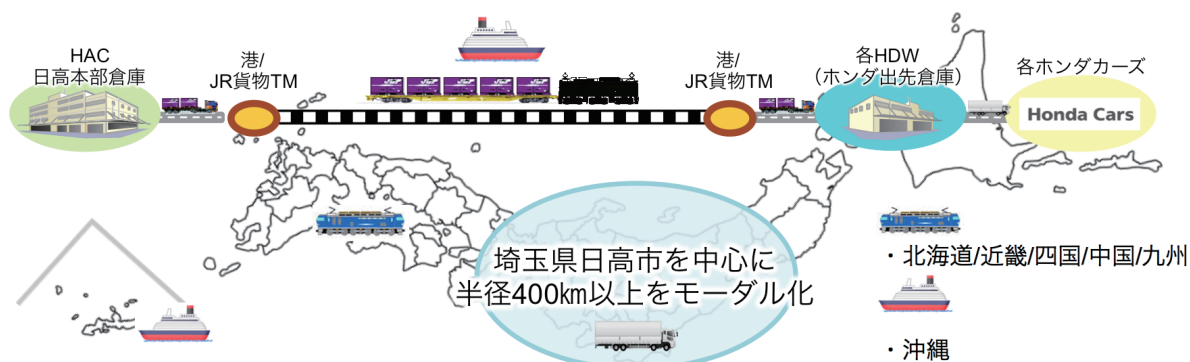 HAC
日高本部倉庫
港/
JR貨物TM
港/
JR貨物TM
各HDW
(ホンダ出先倉庫)
各ホンダカーズ
Honda Cars
埼玉県日高市を中心に
半径400km以上をモーダル化
・北海道/近畿/四国/中国/九州
・沖縄